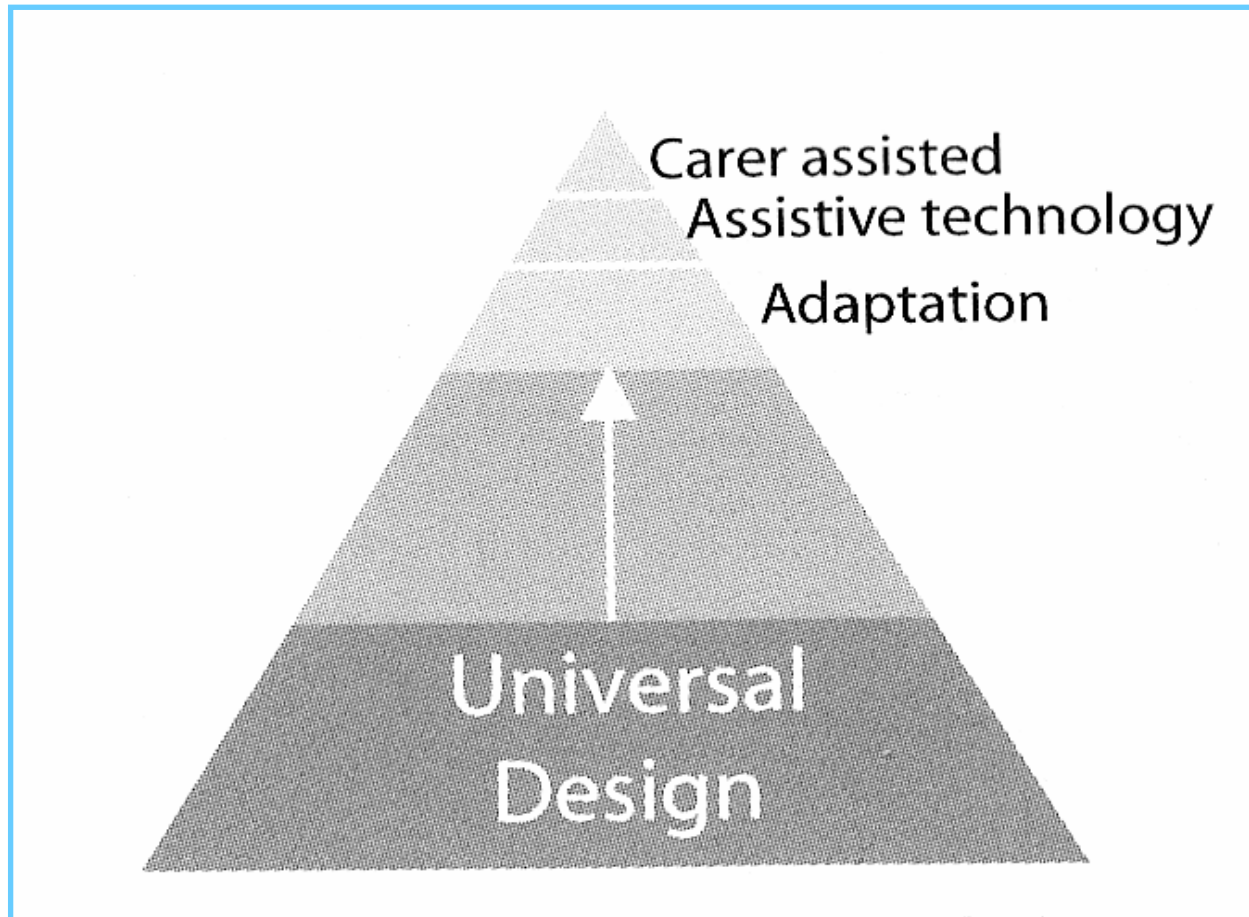 Carer assisted
Assistive technology
Adaptation
Universal
Design